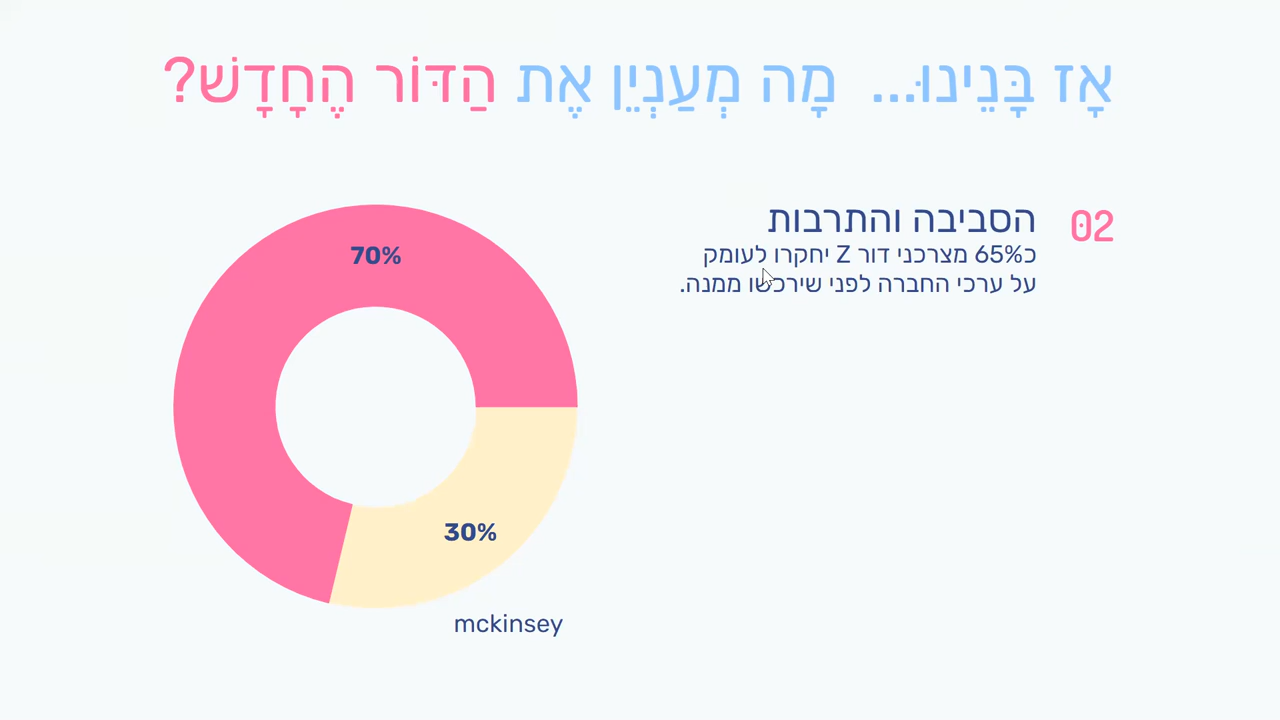 אָז בָּנֵינוּ... מָה מְעַנְיֵן אֶת הַדּוֹר הֶחָדָשׁ?
02
הסביבה והתרבות
כ65% מצרכני דור Z יחקרו לעומק
על ערכי החברה לפני שירכשו ממנה.
70%
30%
mckinsey